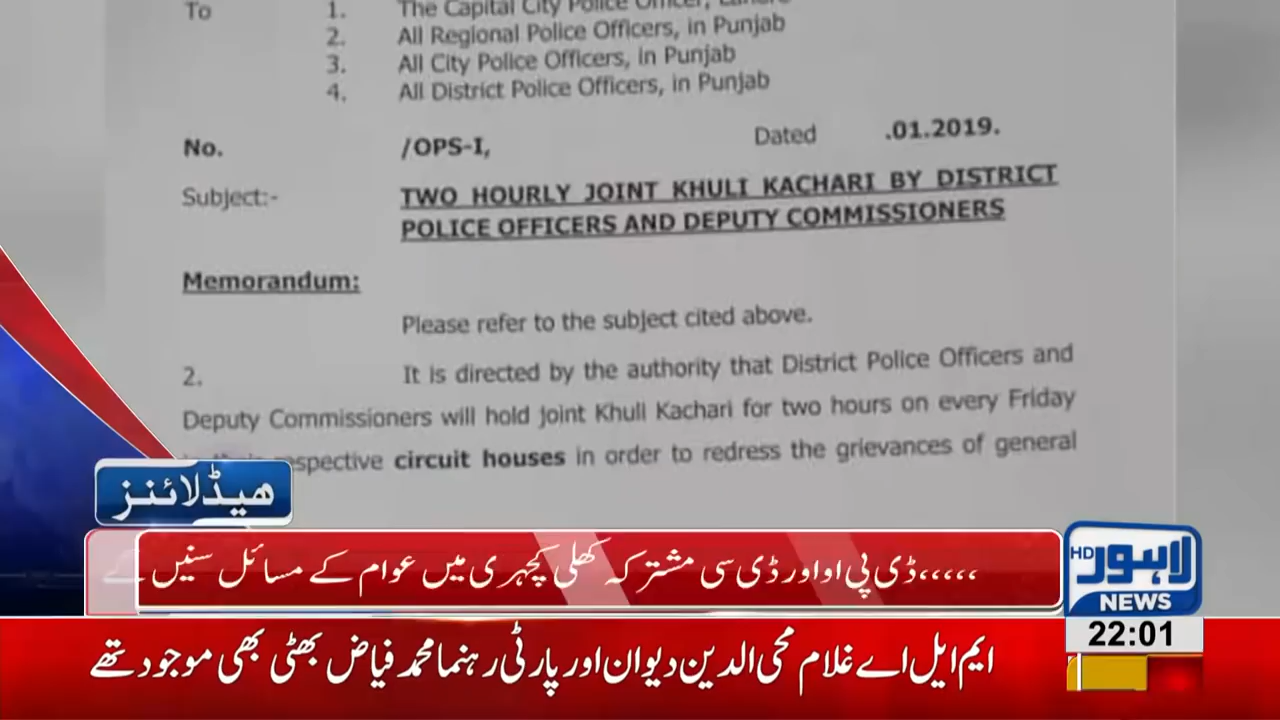 To 1. The Capital City Police Officer, Lahore
2. All Regional Police Officers, in Punjab
3. All City Police Officers, in Punjab
4. All District Police Officers, in Punjab
No. /OPS-I, Dated .01.2019.
Subject:- TWO HOURLY JOINT KHULI KACHARI BY DISTRICT
POLICE OFFICERS AND DEPUTY COMMISSIONERS
Memorandum:
Please refer to the subject cited above.
2. It is directed by the authority that District Police Officers and
Deputy Commissioners will hold joint Khuli Kachari for two hours on every Friday
spective circuit houses in order to redress the grievances of general
ہیڈلائنز
،،،،،ڈی پی او اور ڈی سی مشترکہ کھلی کچہری میں عوام کے مسائل سنیں گے
HD لاہور
NEWS
22:01
ایم ایل اے غلام محی الدین دیوان اور پارٹی رہنما محمد فیاض بھٹی بھی موجود تھے